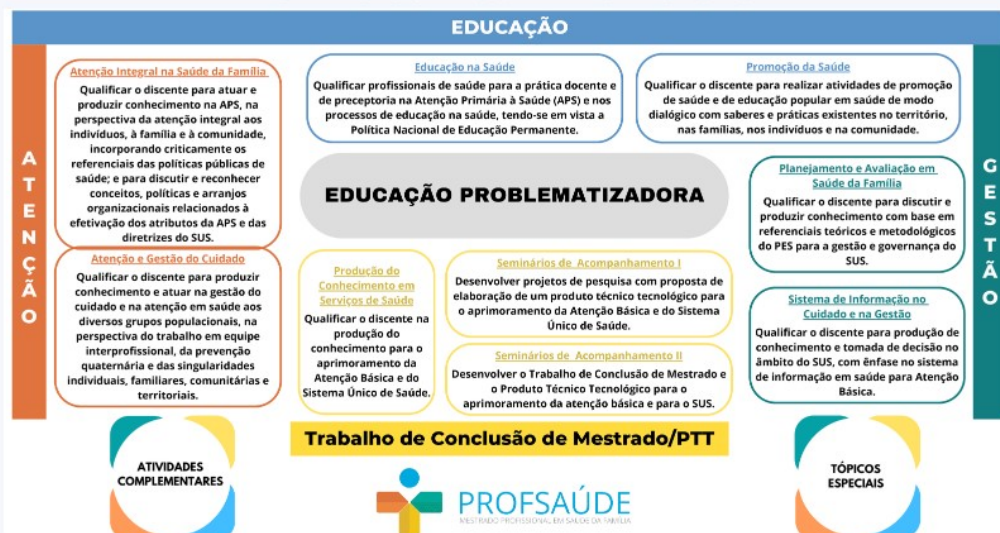 EDUCAÇÃO
ATENÇÃO
Atenção Integral na Saúde da Família
Qualificar o discente para atuar e
produzir conhecimento na APS, na
perspectiva da atenção integral aos
indivíduos, à família e à comunidade,
incorporando criticamente os
referenciais das políticas públicas de
saúde; e para discutir e reconhecer
conceitos, políticas e arranjos
organizacionais relacionados à
efetivação dos atributos da APS e das
diretrizes do SUS.
Atenção e Gestão do Cuidado
Qualificar o discente para produzir
conhecimento e atuar na gestão do
cuidado e na atenção em saúde aos
diversos grupos populacionais, na
perspectiva do trabalho em equipe
interprofissional, da prevenção
quaternária e das singularidades
individuais, familiares, comunitárias e
territoriais.
Educação na Saúde
Qualificar profissionais de saúde para a prática docente e
de preceptoria na Atenção Primária à Saúde (APS) e nos
processos de educação na saúde, tendo-se em vista a
Política Nacional de Educação Permanente.
Promoção da Saúde
Qualificar o discente para realizar atividades de promoção
de saúde e de educação popular em saúde de modo
dialógico com saberes e práticas existentes no território,
nas famílias, nos indivíduos e na comunidade.
EDUCAÇÃO PROBLEMATIZADORA
Planejamento e Avaliação em
Saúde da Família
Qualificar o discente para discutir e
produzir conhecimento com base em
referenciais teóricos e metodológicos
do PES para a gestão e governança do
SUS.
GESTÃO
Produção do
Conhecimento em
Serviços de Saúde
Qualificar o discente na
produção do
conhecimento para o
aprimoramento da
Atenção Básica e do
Sistema Único de Saúde.
Seminários de Acompanhamento I
Desenvolver projetos de pesquisa com proposta de
elaboração de um produto técnico tecnológico para
o aprimoramento da Atenção Básica e do Sistema
Único de Saúde.
Seminários de Acompanhamento II
Desenvolver o Trabalho de Conclusão de Mestrado e
o Produto Técnico Tecnológico para o
aprimoramento da atenção básica e para o SUS.
Sistema de Informação no
Cuidado e na Gestão
Qualificar o discente para produção de
conhecimento e tomada de decisão no
âmbito do SUS, com ênfase no sistema
de informação em saúde para Atenção
Básica.
Trabalho de Conclusão de Mestrado/PTT
ATIVIDADES
COMPLEMENTARES
PROFSAÚDE
MESTRADO PROFISSIONAL EM SAÚDE DA FAMÍLIA
TÓPICOS
ESPECIAIS